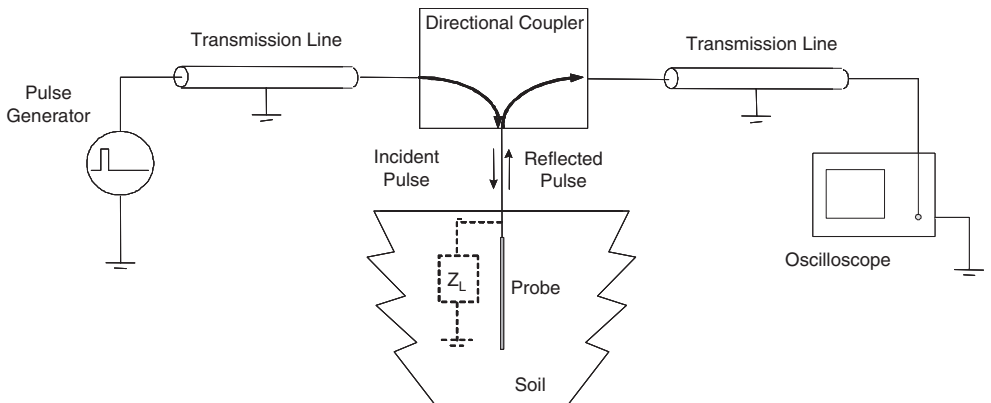 Directional Coupler
Transmission Line
Transmission Line
Pulse
Generator
Incident
Pulse
Reflected
Pulse
Oscilloscope
Z_L
Probe
Soil